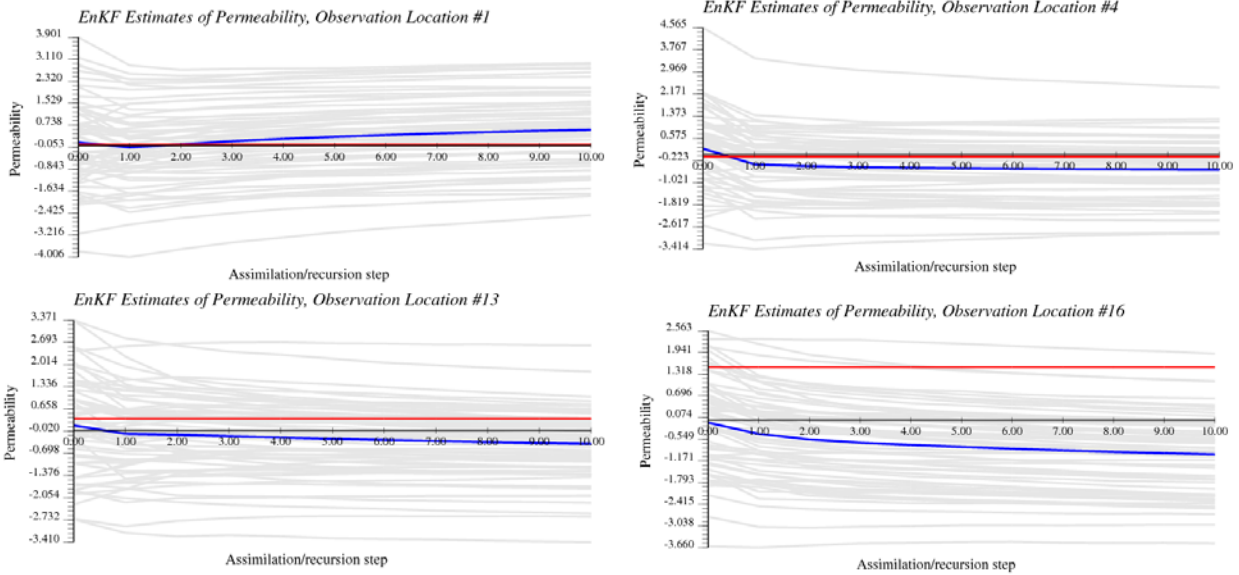 EnKF Estimates of Permeability, Observation Location #1
3.901
3.110
2.320
1.529
0.738
-0.053
-0.843
-1.634
-2.425
-3.216
-4.006
Permeability
0.00 1.00 2.00 3.00 4.00 5.00 6.00 7.00 8.00 9.00 10.00
Assimilation/recursion step
EnKF Estimates of Permeability, Observation Location #4
4.565
3.767
2.969
2.171
1.373
0.575
-0.223
-1.021
-1.819
-2.617
-3.414
Permeability
0.00 1.00 2.00 3.00 4.00 5.00 6.00 7.00 8.00 9.00 10.00
Assimilation/recursion step
EnKF Estimates of Permeability, Observation Location #13
3.371
2.693
2.014
1.336
0.658
-0.020
-0.698
-1.376
-2.054
-2.732
-3.410
Permeability
0.00 1.00 2.00 3.00 4.00 5.00 6.00 7.00 8.00 9.00 10.00
Assimilation/recursion step
EnKF Estimates of Permeability, Observation Location #16
2.563
1.941
1.318
0.696
0.074
-0.549
-1.171
-1.793
-2.415
-3.038
-3.660
Permeability
0.00 1.00 2.00 3.00 4.00 5.00 6.00 7.00 8.00 9.00 10.00
Assimilation/recursion step